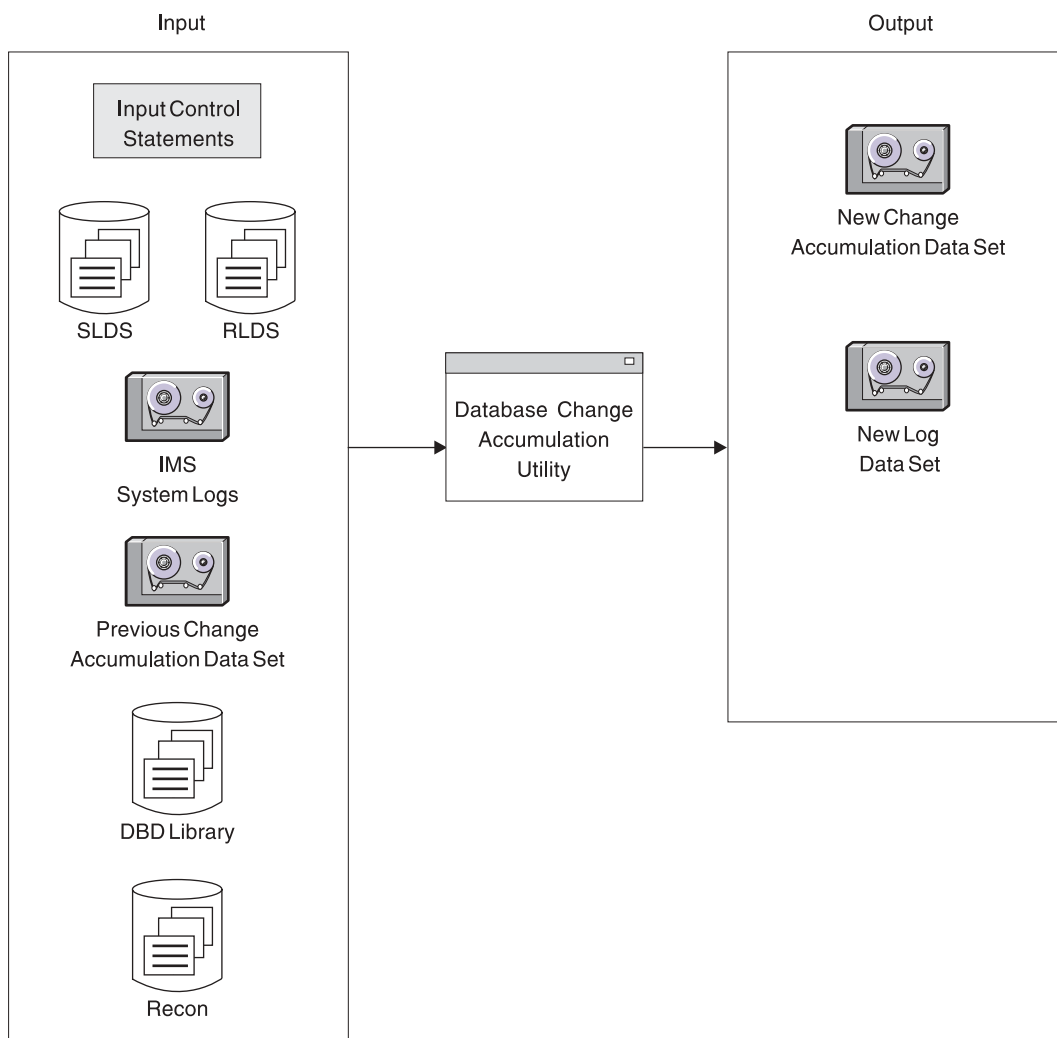 Input
Input Control
Statements
SLDS
RLDS
IMS
System Logs
Previous Change
Accumulation Data Set
DBD Library
Recon
Database Change
Accumulation
Utility
Output
New Change
Accumulation Data Set
New Log
Data Set